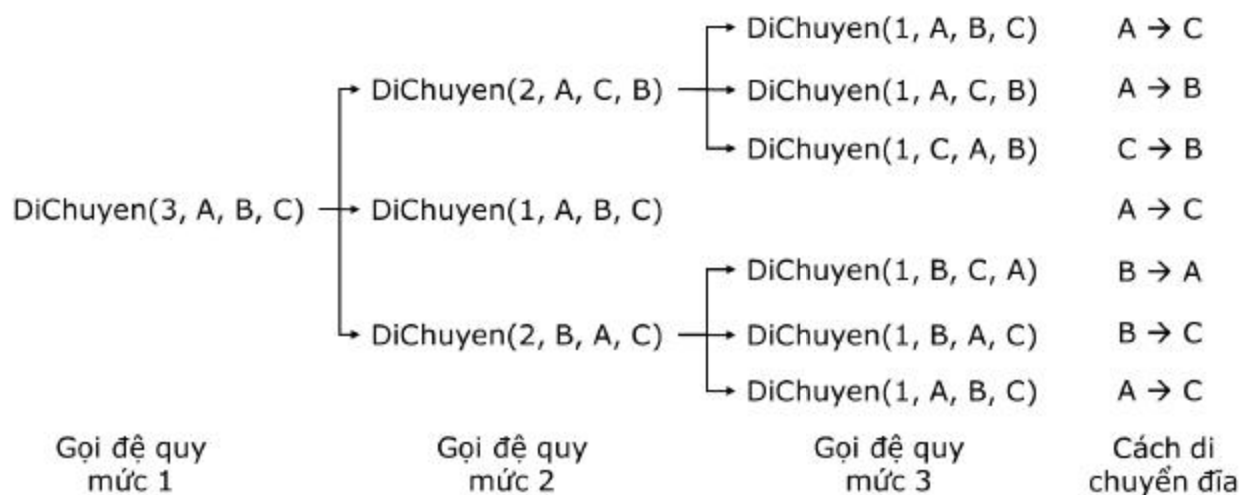 DiChuyen(1, A, B, C) A → C
DiChuyen(2, A, C, B) DiChuyen(1, A, C, B) A → B
DiChuyen(1, C, A, B) C → B
DiChuyen(3, A, B, C) DiChuyen(1, A, B, C) A → C
DiChuyen(1, B, C, A) B → A
DiChuyen(2, B, A, C) DiChuyen(1, B, A, C) B → C
DiChuyen(1, A, B, C) A → C
Gọi đệ quy Gọi đệ quy Gọi đệ quy Cách di
mức 1 mức 2 mức 3 chuyển đĩa